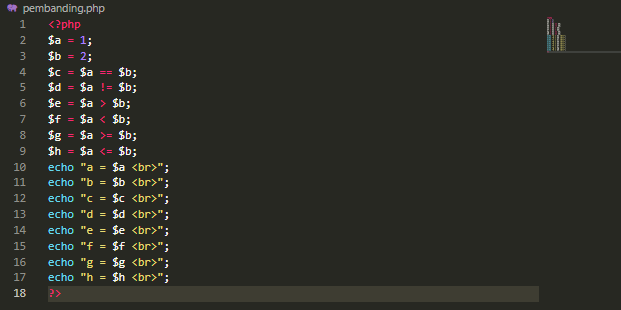 pembanding.php
1 <?php
2 $a = 1;
3 $b = 2;
4 $c = $a == $b;
5 $d = $a != $b;
6 $e = $a > $b;
7 $f = $a < $b;
8 $g = $a >= $b;
9 $h = $a <= $b;
10 echo "a = $a <br>";
11 echo "b = $b <br>";
12 echo "c = $c <br>";
13 echo "d = $d <br>";
14 echo "e = $e <br>";
15 echo "f = $f <br>";
16 echo "g = $g <br>";
17 echo "h = $h <br>";
18 ?>